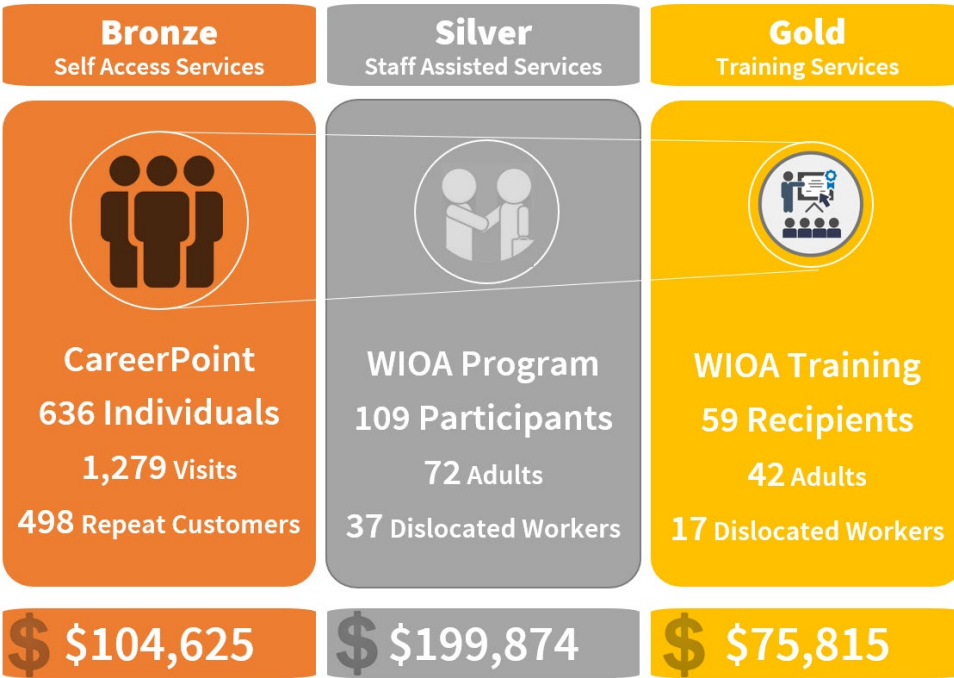 Bronze
Self Access Services
CareerPoint
636 Individuals
1,279 Visits
498 Repeat Customers
$ $104,625
Silver
Staff Assisted Services
WIOA Program
109 Participants
72 Adults
37 Dislocated Workers
$ $199,874
Gold
Training Services
WIOA Training
59 Recipients
42 Adults
17 Dislocated Workers
$ $75,815